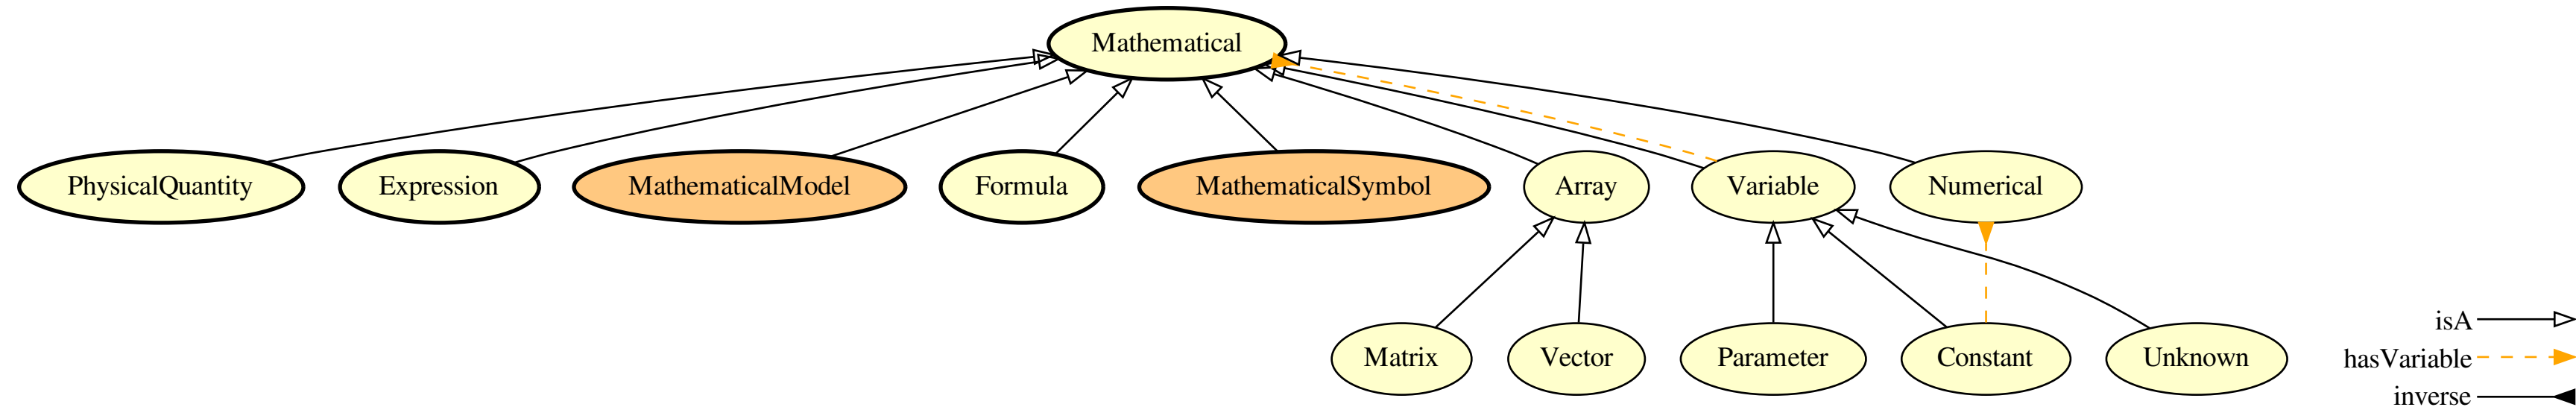 Mathematical
PhysicalQuantity Expression MathematicalModel Formula MathematicalSymbol Array Variable Numerical
Matrix Vector Parameter Constant Unknown
isA
hasVariable
inverse